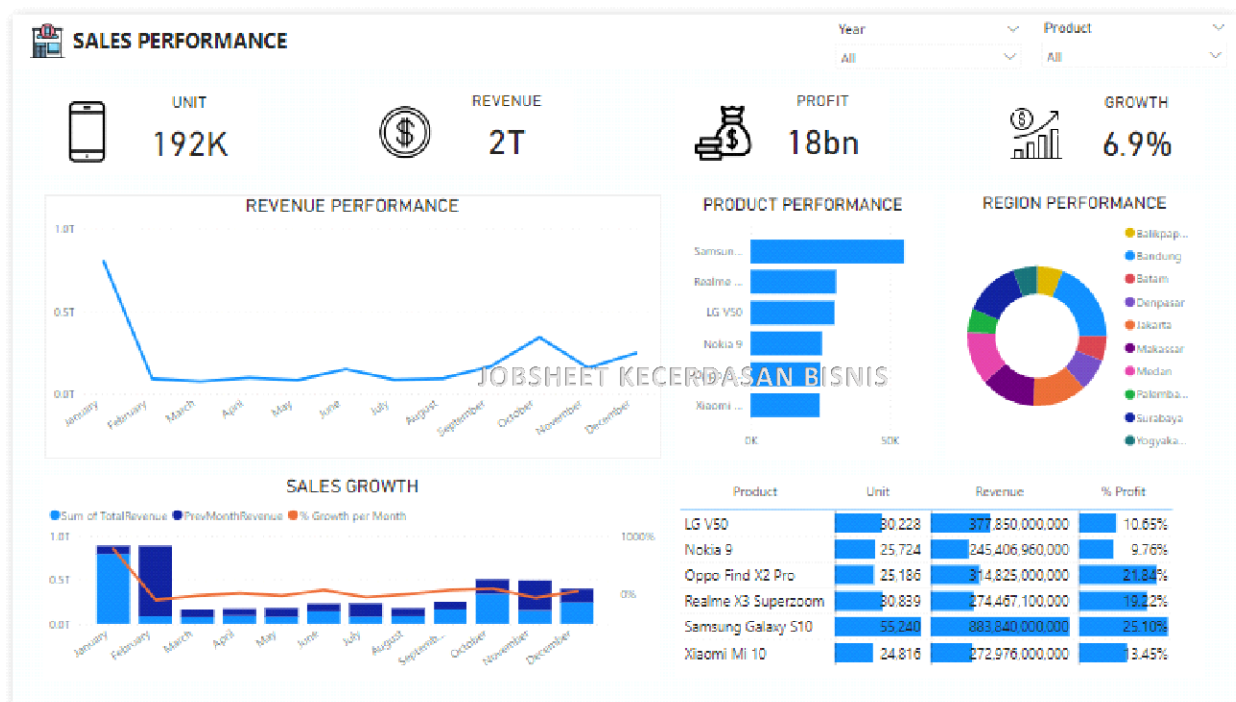 SALES PERFORMANCE
Year
All
Product
All
UNIT
192K
REVENUE
2T
PROFIT
18bn
GROWTH
6.9%
REVENUE PERFORMANCE
1.0T
0.5T
0.0T
January
February
March
April
May
June
July
August
September
October
November
December
PRODUCT PERFORMANCE
Samsun...
Realme ...
LG V50
Nokia 9
Xiaomi ...
0K
50K
JOBSHEET KECERDASAN BISNIS
REGION PERFORMANCE
Balikpap...
Bandung
Batam
Denpasar
Jakarta
Makassar
Medan
Palemba...
Surabaya
Yogyaka...
SALES GROWTH
Sum of TotalRevenue PrevMonthRevenue % Growth per Month
1.0T
0.5T
0.0T
1000%
0%
January
February
March
April
May
June
July
August
Septemb...
October
November
December
Product Unit Revenue % Profit
LG V50 30,228 377,850,000,000 10.65%
Nokia 9 25,724 245,406,960,000 9.76%
Oppo Find X2 Pro 25,186 314,825,000,000 21.84%
Realme X3 Superzoom 30,839 274,467,100,000 19.22%
Samsung Galaxy S10 55,240 883,840,000,000 25.10%
Xiaomi Mi 10 24,816 272,976,000,000 13.45%